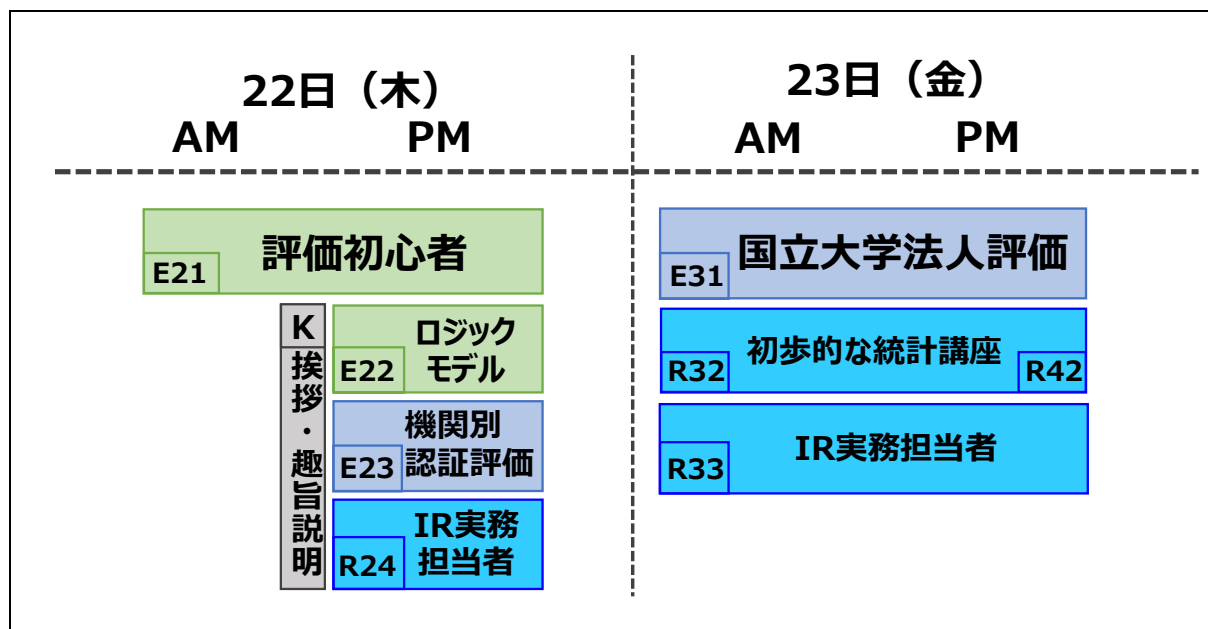 22日（木）
AM PM
評価初心者
E21
K
挨拶・趣旨説明
ロジック
モデル
E22
機関別
認証評価
E23
IR実務
担当者
R24
23日（金）
AM PM
国立大学法人評価
E31
初歩的な統計講座
R32
R42
IR実務担当者
R33